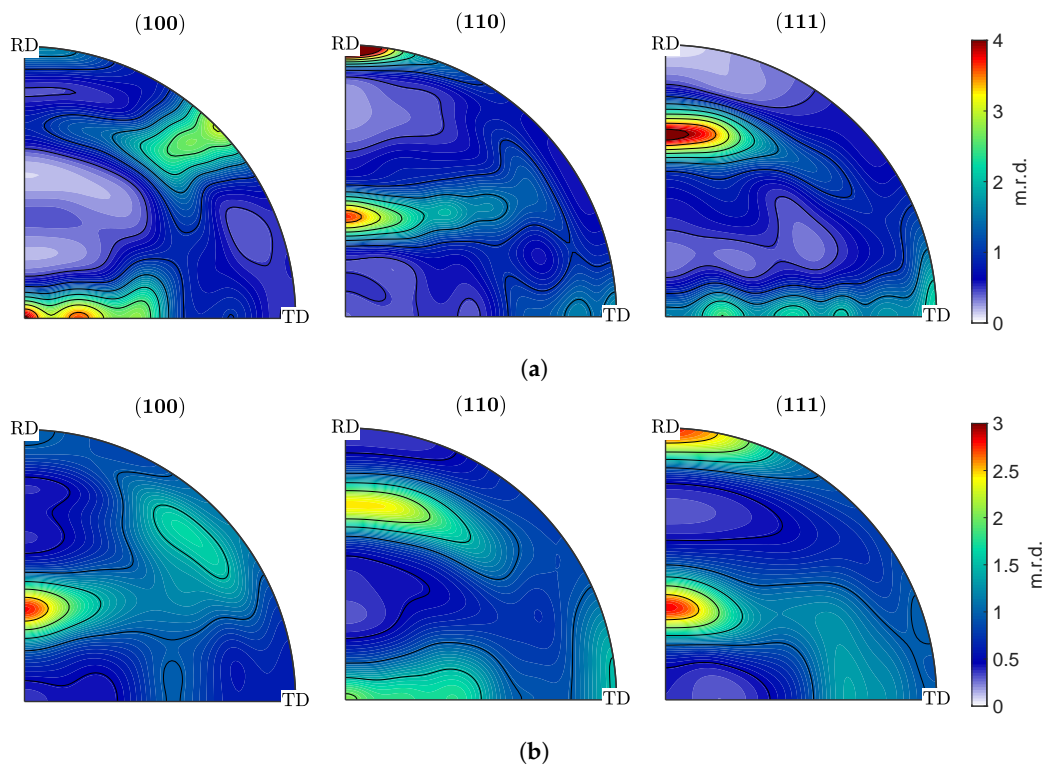 (100) (110) (111)
RD RD RD
4
3
2
1
0
m.r.d.
TD TD TD
(a)
(100) (110) (111)
RD RD RD
3
2.5
2
1.5
1
0.5
0
m.r.d.
TD TD TD
(b)